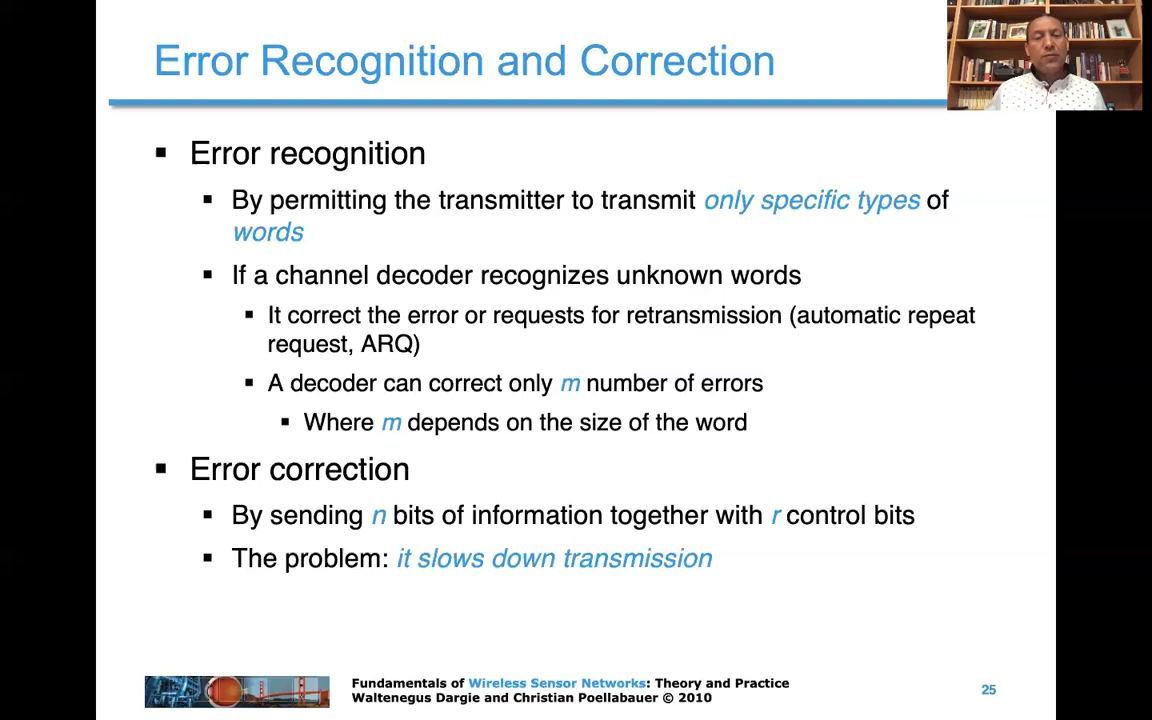 Error Recognition and Correction
Error recognition
By permitting the transmitter to transmit only specific types of
words
If a channel decoder recognizes unknown words
It correct the error or requests for retransmission (automatic repeat
request, ARQ)
A decoder can correct only m number of errors
Where m depends on the size of the word
Error correction
By sending n bits of information together with r control bits
The problem: it slows down transmission
Fundamentals of Wireless Sensor Networks: Theory and Practice
Waltenegus Dargie and Christian Poellabauer © 2010
25